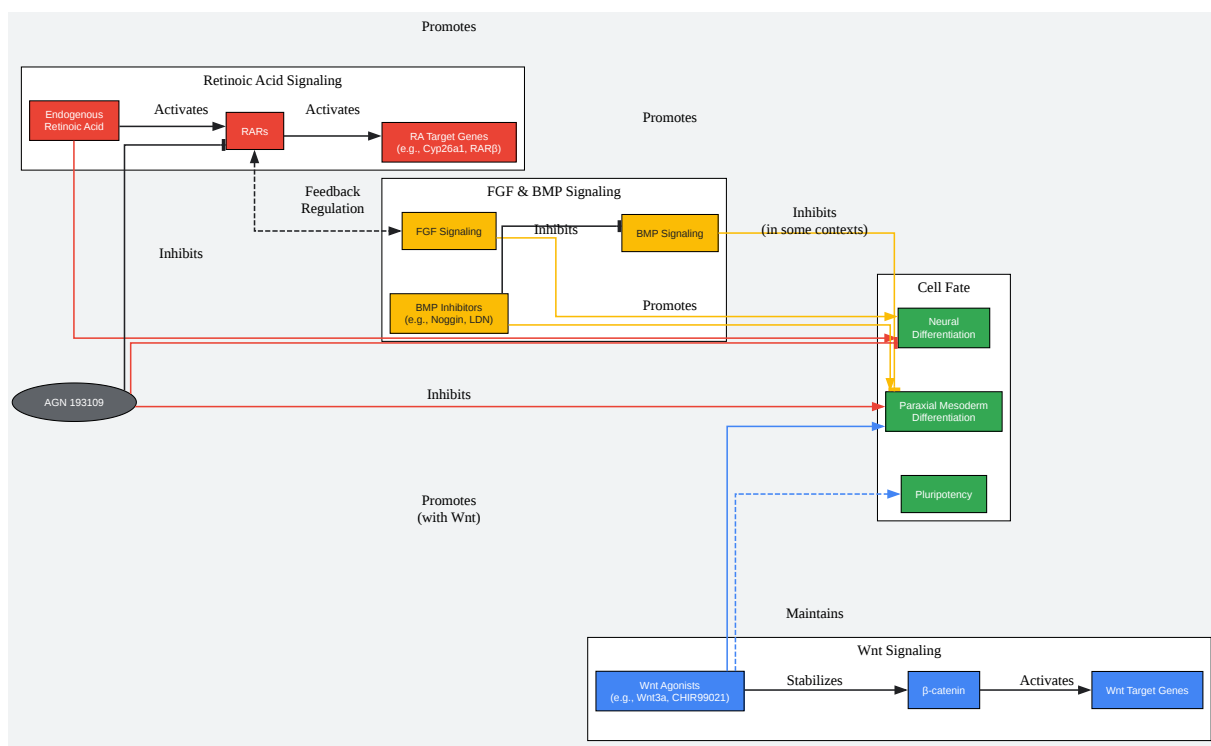 Promotes
Retinoic Acid Signaling
Endogenous
Retinoic Acid
Activates
RARs
Activates
RA Target Genes
(e.g., Cyp26a1, RARβ)
Promotes
Feedback
Regulation
FGF & BMP Signaling
FGF Signaling
Inhibits
BMP Signaling
Inhibits
(in some contexts)
Inhibits
BMP Inhibitors
(e.g., Noggin, LDN)
Promotes
Cell Fate
Neural
Differentiation
AGN 193109
Inhibits
Paraxial Mesoderm
Differentiation
Pluripotency
Promotes
(with Wnt)
Maintains
Wnt Signaling
Wnt Agonists
(e.g., Wnt3a, CHIR99021)
Stabilizes
β-catenin
Activates
Wnt Target Genes